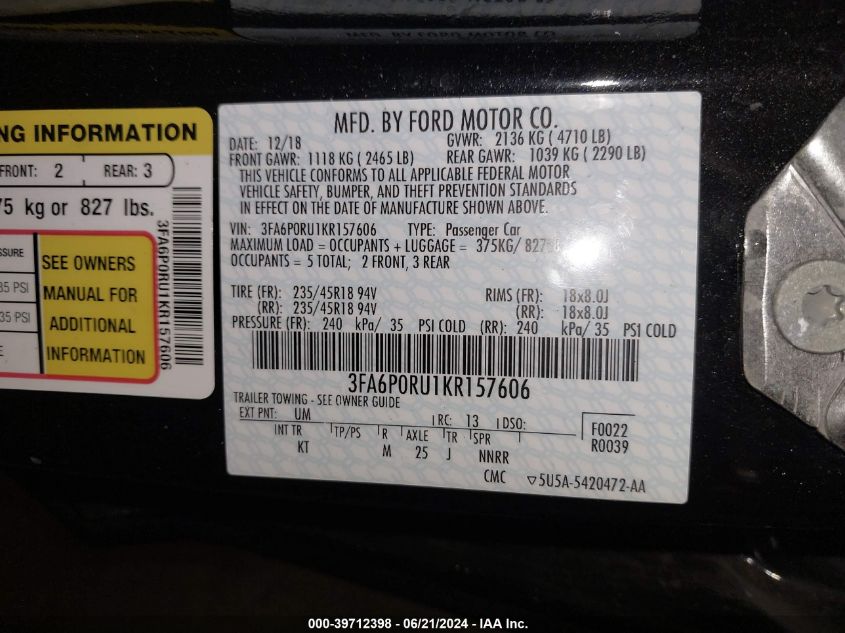 MFD. BY FORD MOTOR CO.
NG INFORMATION
FRONT: 2 REAR: 3
75 kg or 827 lbs.
SSURE
35 PSI
35 PSI
SEE OWNERS
MANUAL FOR
ADDITIONAL
INFORMATION
3FA6P0RU1KR157606
MFD. BY FORD MOTOR CO.
DATE: 12/18 GVWR: 2136 KG ( 4710 LB)
FRONT GAWR: 1118 KG ( 2465 LB) REAR GAWR: 1039 KG ( 2290 LB)
THIS VEHICLE CONFORMS TO ALL APPLICABLE FEDERAL MOTOR
VEHICLE SAFETY, BUMPER, AND THEFT PREVENTION STANDARDS
IN EFFECT ON THE DATE OF MANUFACTURE SHOWN ABOVE.
VIN: 3FA6P0RU1KR157606 TYPE: Passenger Car
MAXIMUM LOAD = OCCUPANTS + LUGGAGE = 375KG/ 827
OCCUPANTS = 5 TOTAL; 2 FRONT, 3 REAR
TIRE (FR): 235/45R18 94V RIMS (FR): 18x8.0J
(RR): 235/45R18 94V (RR): 18x8.0J
PRESSURE (FR): 240 kPa/ 35 PSI COLD (RR): 240 kPa/ 35 PSI COLD
3FA6P0RU1KR157606
TRAILER TOWING - SEE OWNER GUIDE
EXT PNT: UM RC: 13 DSO: F0022
INT TR TP/PS R AXLE TR SPR R0039
KT M 25 J NNRR
CMC ▽5U5A-5420472-AA
000-39712398 - 06/21/2024 - IAA Inc.